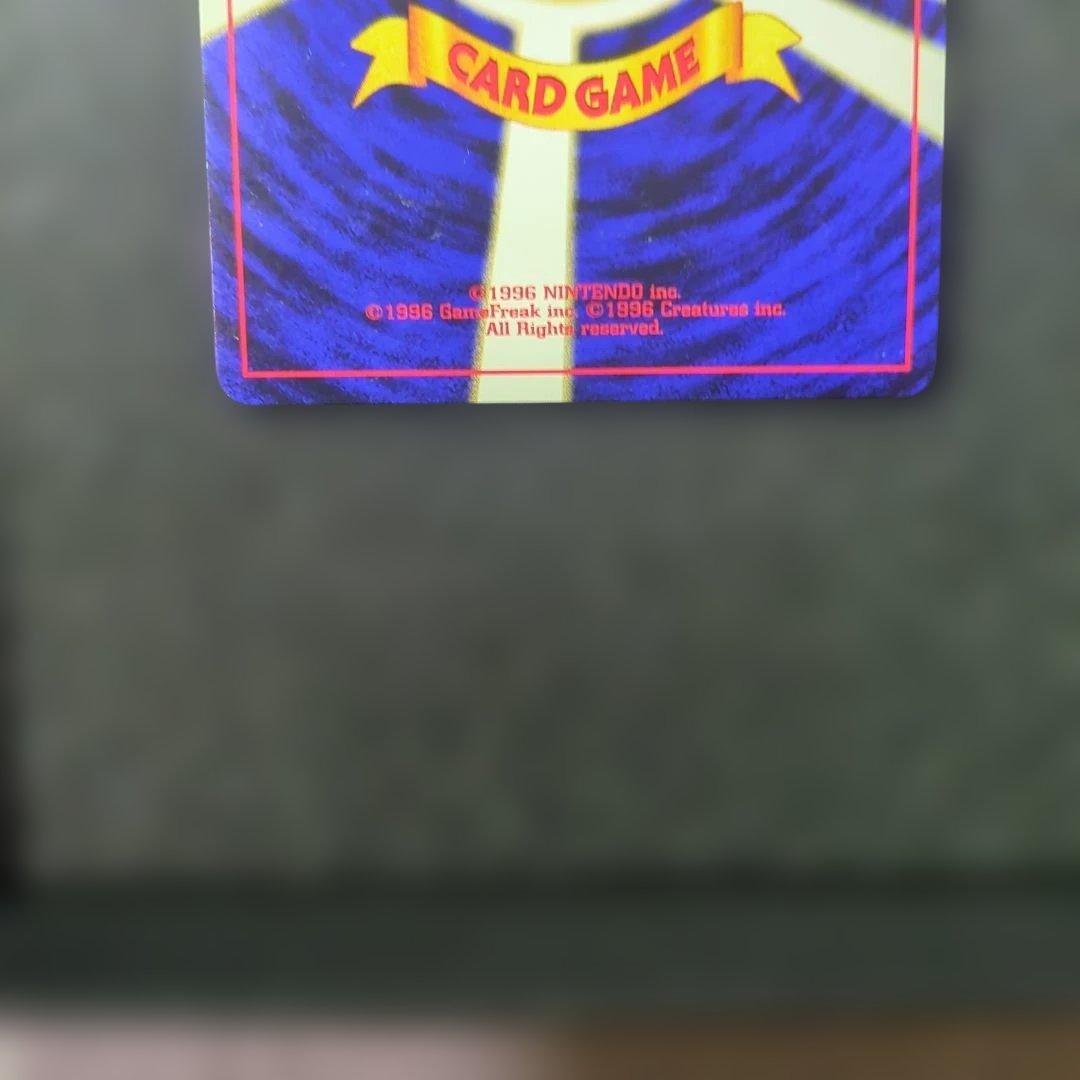 CARD GAME
©1996 NINTENDO inc.
©1996 GameFreak inc. ©1996 Creatures inc.
All Rights reserved.